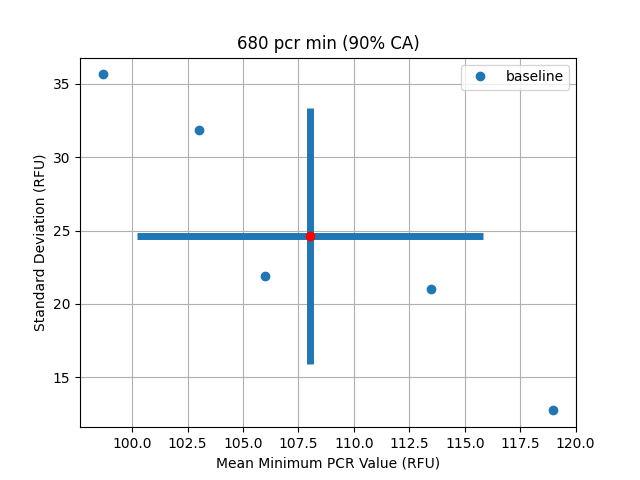 680 pcr min (90% CA)
baseline
35
30
25
20
15
Standard Deviation (RFU)
100.0 102.5 105.0 107.5 110.0 112.5 115.0 117.5 120.0
Mean Minimum PCR Value (RFU)